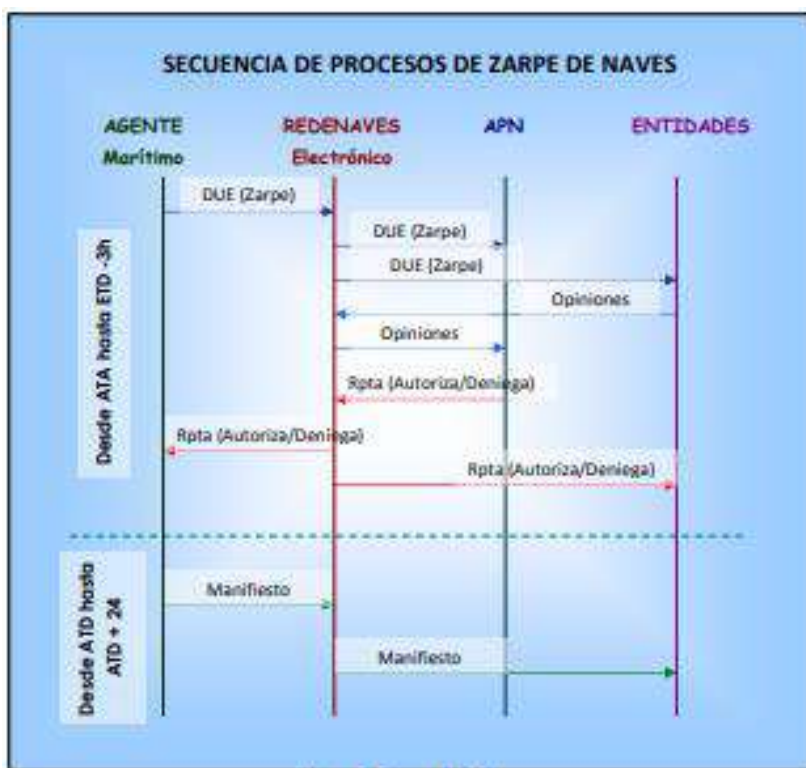 SECUENCIA DE PROCESOS DE ZARPE DE NAVES
AGENTE REDENAVES APN ENTIDADES
Marítimo Electrónico
DUE (Zarpe)
DUE (Zarpe)
DUE (Zarpe)
Opiniones
Opiniones
Rpta (Autoriza/Deniega)
Rpta (Autoriza/Deniega)
Rpta (Autoriza/Deniega)
Desde ATA hasta ETD -3h
Manifiesto
Manifiesto
Desde ATD hasta
ATD + 24